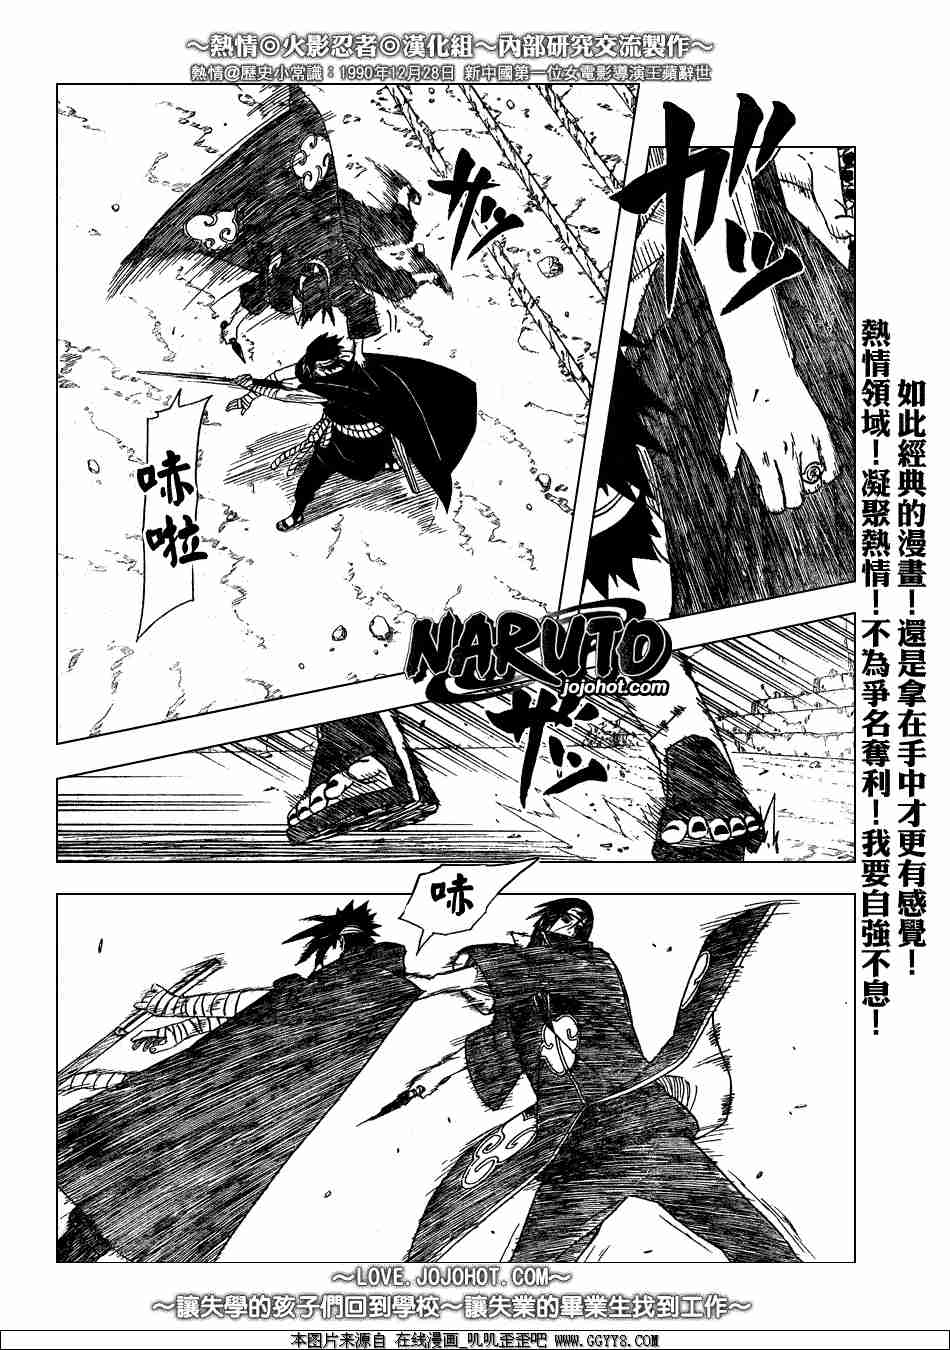 ～熱情◎火影忍者◎漢化組～內部研究交流製作～
熱情@歷史小常識：1990年12月28日 新中國第一位女電影導演王蘋辭世
ガッ
ザッ
哧啦
如此經典的漫畫！還是拿在手中才更有感覺！
熱情領域！凝聚熱情！不為爭名奪利！我要自強不息！
NARUTO
jojohot.com
ザッ
哧
～LOVE.JOJOHOT.COM～
～讓失學的孩子們回到學校～讓失業的畢業生找到工作～
本图片来源自 在线漫画_叽叽歪歪吧 www.GGYY8.com